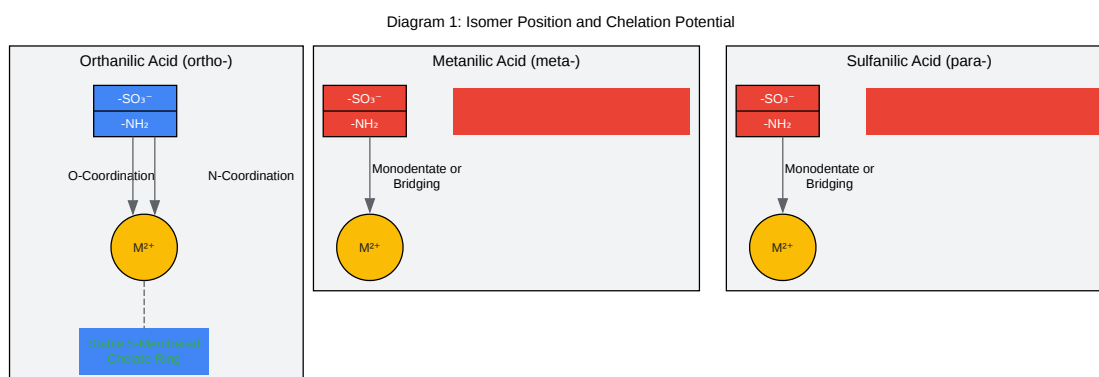 Diagram 1: Isomer Position and Chelation Potential
Orthanilic Acid (ortho-)
-SO₃⁻
-NH₂
O-Coordination
N-Coordination
M²⁺
Stable 5-Membered
Chelate Ring
Metanilic Acid (meta-)
-SO₃⁻
-NH₂
Monodentate or
Bridging
M²⁺
Sulfanilic Acid (para-)
-SO₃⁻
-NH₂
Monodentate or
Bridging
M²⁺